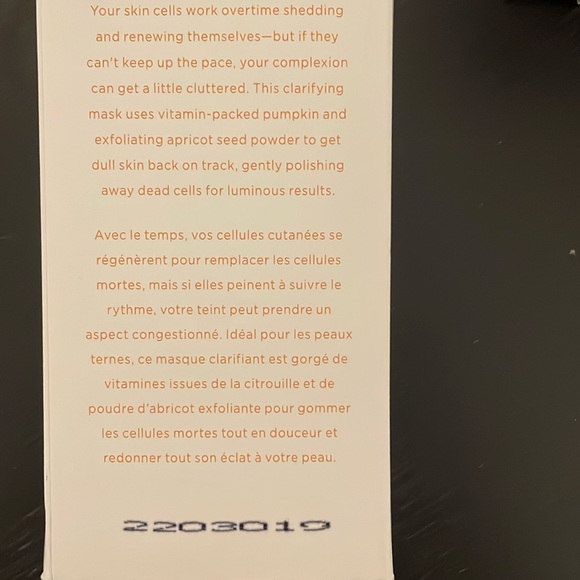 Your skin cells work overtime shedding
and renewing themselves—but if they
can't keep up the pace, your complexion
can get a little cluttered. This clarifying
mask uses vitamin-packed pumpkin and
exfoliating apricot seed powder to get
dull skin back on track, gently polishing
away dead cells for luminous results.
Avec le temps, vos cellules cutanées se
régénèrent pour remplacer les cellules
mortes, mais si elles peinent à suivre le
rythme, votre teint peut prendre un
aspect congestionné. Idéal pour les peaux
ternes, ce masque clarifiant est gorgé de
vitamines issues de la citrouille et de
poudre d'abricot exfoliante pour gommer
les cellules mortes tout en douceur et
redonner tout son éclat à votre peau.
2203019